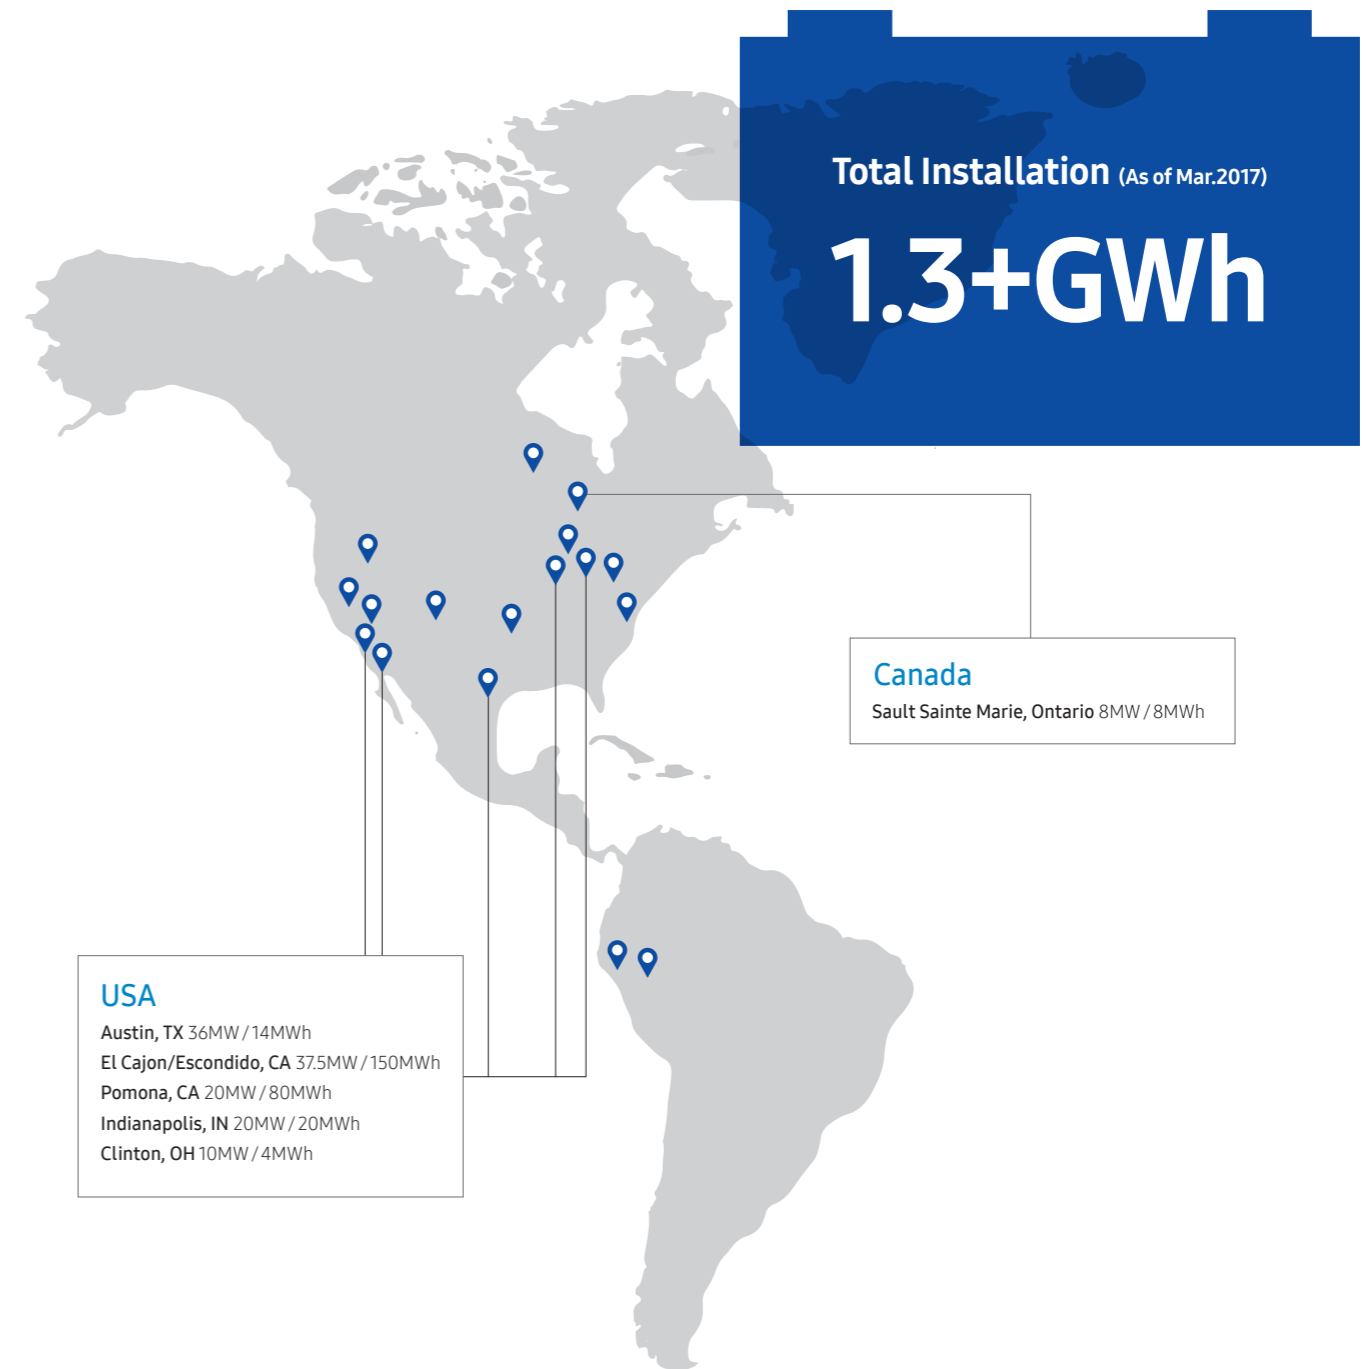 Total Installation (As of Mar.2017)
1.3+GWh
Canada
Sault Sainte Marie, Ontario 8MW/8MWh
USA
Austin, TX 36MW/14MWh
El Cajon/Escondido, CA 37.5MW/150MWh
Pomona, CA 20MW/80MWh
Indianapolis, IN 20MW/20MWh
Clinton, OH 10MW/4MWh